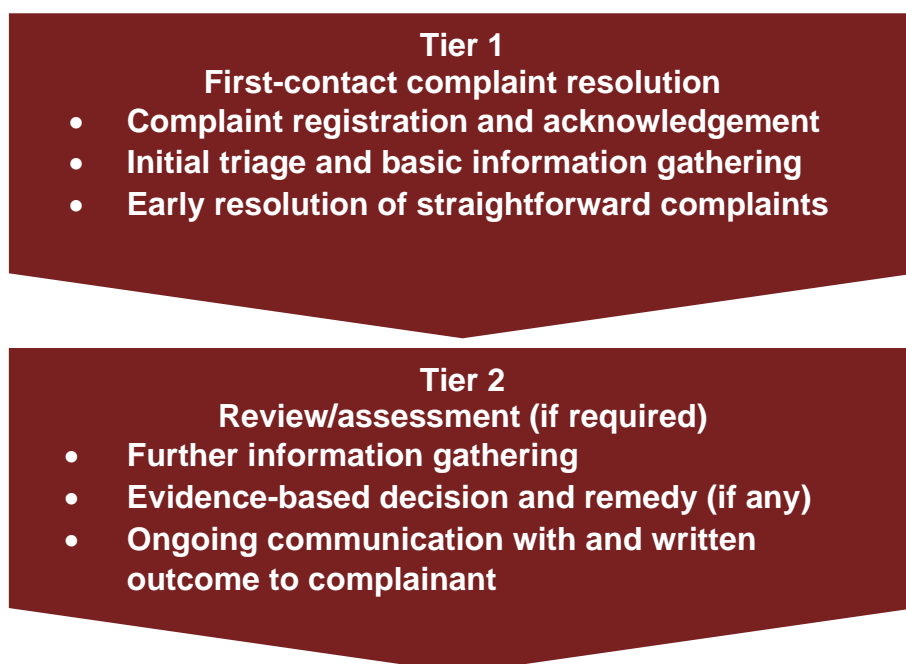 Tier 1
First-contact complaint resolution
• Complaint registration and acknowledgement
• Initial triage and basic information gathering
• Early resolution of straightforward complaints
Tier 2
Review/assessment (if required)
• Further information gathering
• Evidence-based decision and remedy (if any)
• Ongoing communication with and written
outcome to complainant